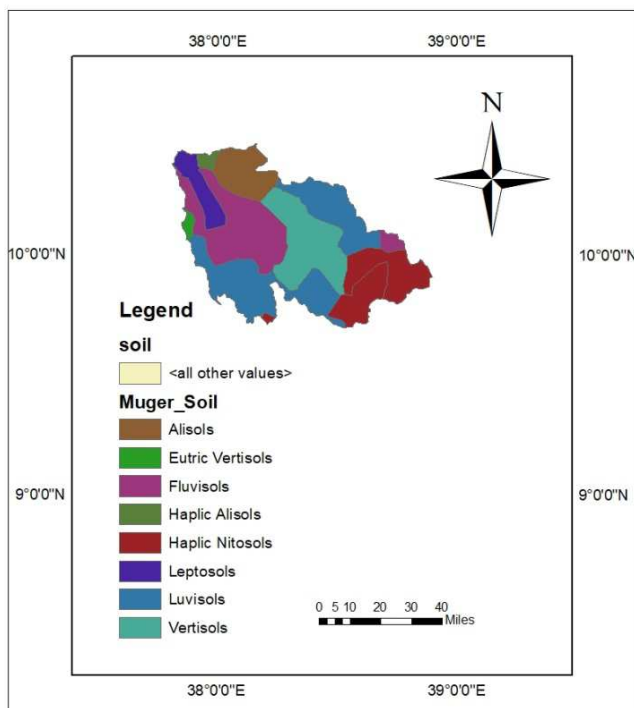 38°0'0"E 39°0'0"E
N
10°0'0"N 10°0'0"N
Legend
soil
<all other values>
Muger_Soil
Alisols
Eutric Vertisols
Fluvisols
Haplic Alisols
Haplic Nitosols
Leptosols
Luvisols
Vertisols
9°0'0"N 9°0'0"N
0 5 10 20 30 40
Miles
38°0'0"E 39°0'0"E